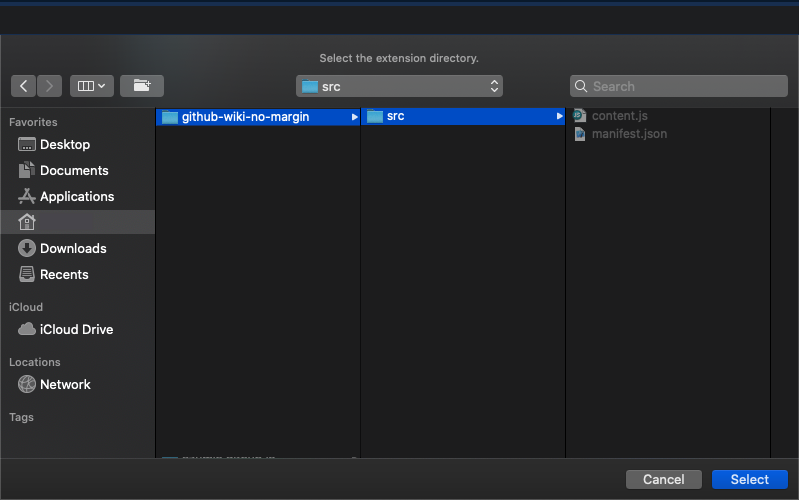 Select the extension directory.
src
Search
Favorites
Desktop
Documents
Applications
Downloads
Recents
iCloud
iCloud Drive
Locations
Network
Tags
github-wiki-no-margin
src
content.js
manifest.json
Cancel
Select